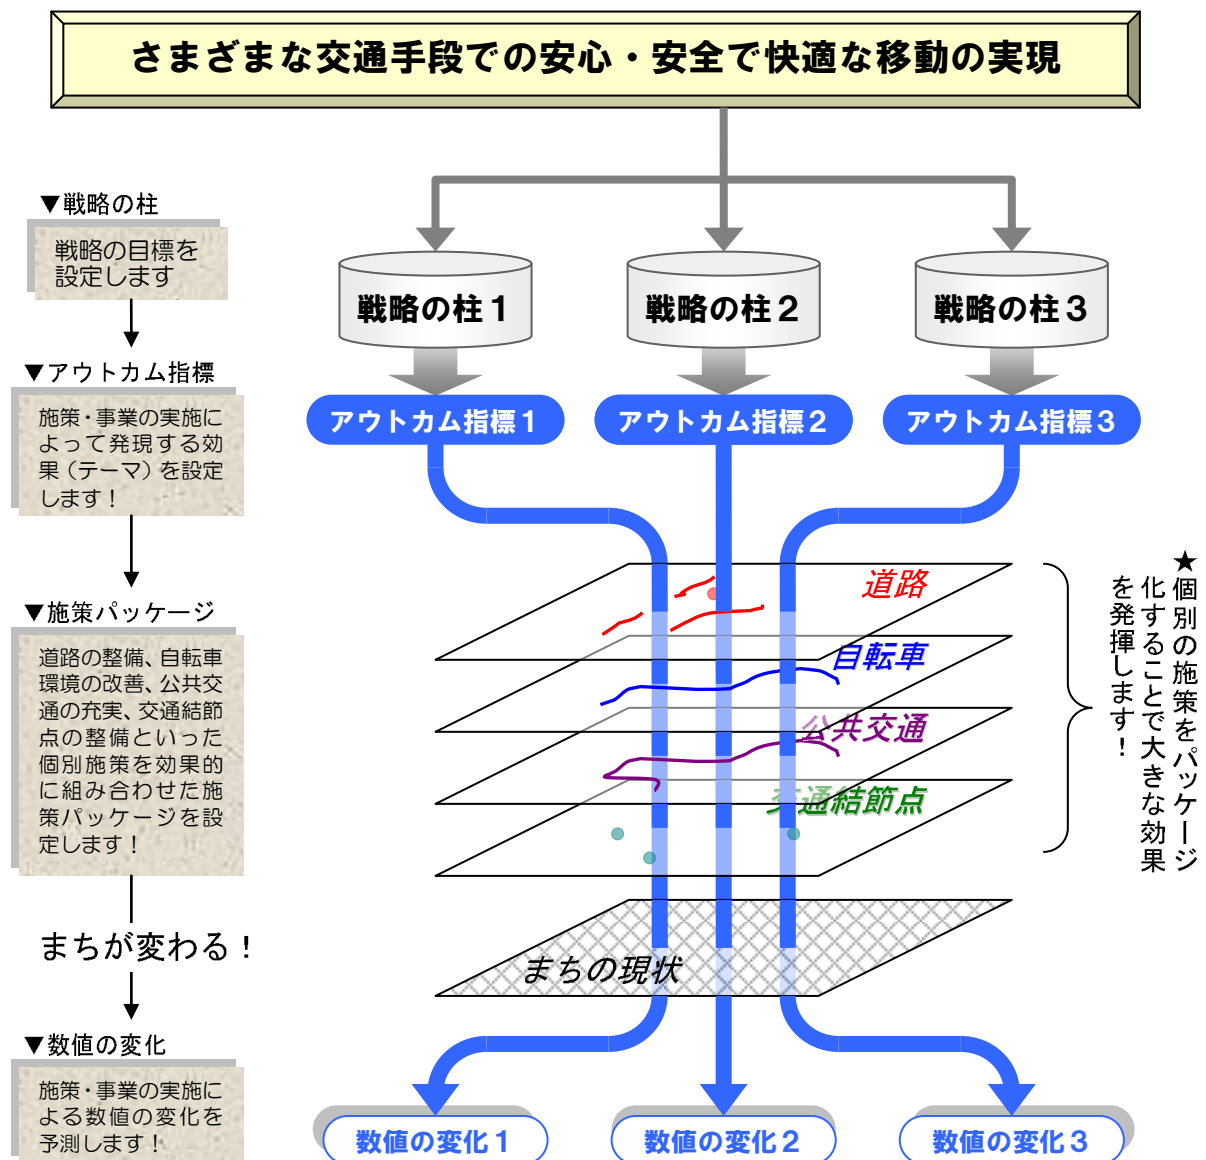 さまざまな交通手段での安心・安全で快適な移動の実現
▼戦略の柱
戦略の目標を
設定します
戦略の柱1
戦略の柱2
戦略の柱3
▼アウトカム指標
施策・事業の実施に
よって発現する効
果(テーマ)を設定
します!
アウトカム指標1
アウトカム指標2
アウトカム指標3
▼施策パッケージ
道路の整備、自転車
環境の改善、公共交
通の充実、交通結節
点の整備といった
個別施策を効果的
に組み合わせた施
策パッケージを設
定します!
道路
自転車
公共交通
交通結節点
★個別の施策をパッケージ
化することで大きな効果
を発揮します!
まちが変わる!
まちの現状
▼数値の変化
施策・事業の実施に
よる数値の変化を
予測します!
数値の変化1
数値の変化2
数値の変化3